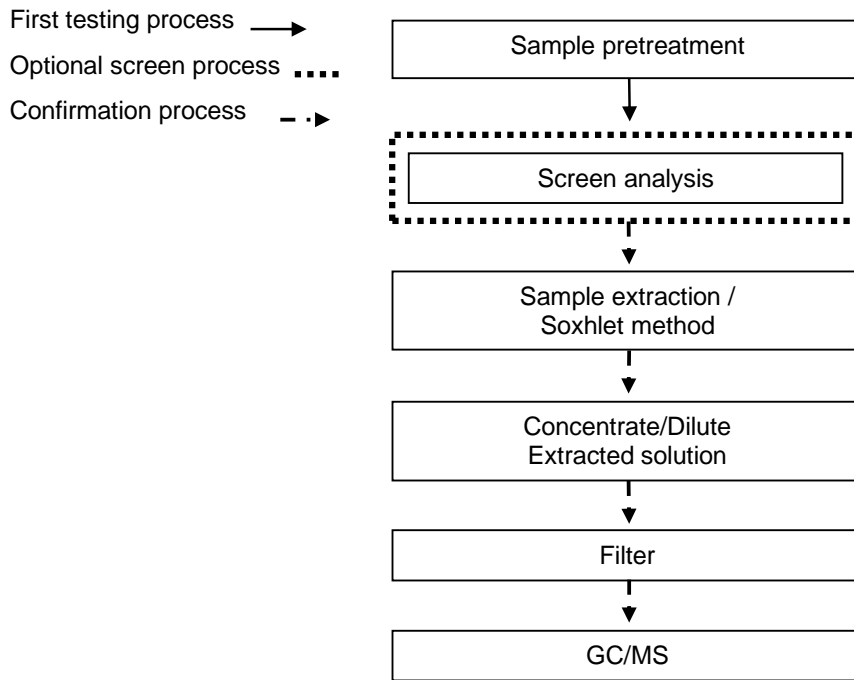 First testing process
Optional screen process
Confirmation process
Sample pretreatment
Screen analysis
Sample extraction /
Soxhlet method
Concentrate/Dilute
Extracted solution
Filter
GC/MS